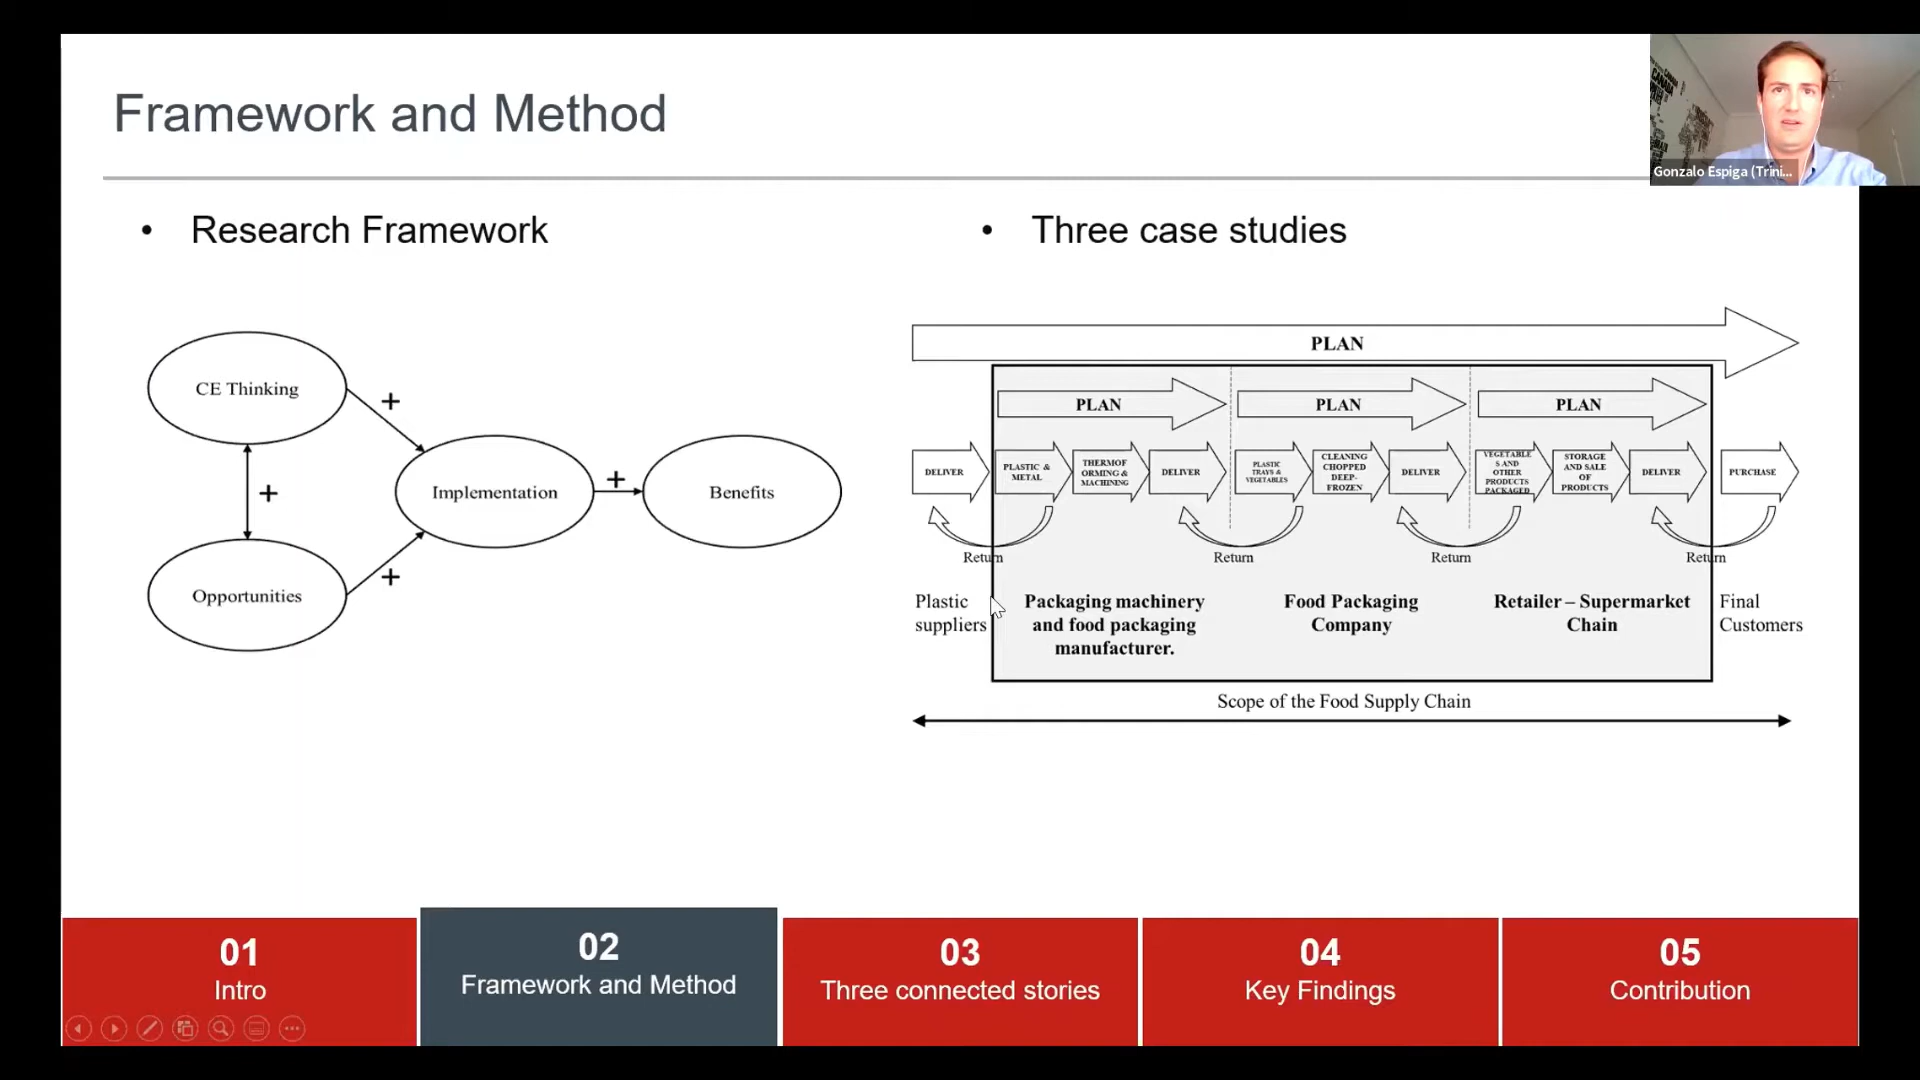 Framework and Method
Gonzalo Espiga (Trini...
• Research Framework
• Three case studies
CE Thinking
+
+
Implementation
+
Benefits
+
Opportunities
PLAN
PLAN
PLAN
PLAN
DELIVER
PLASTIC &
METAL
THERMOF
ORMING &
MACHINING
DELIVER
PLASTIC
TRAYS &
VEGETABLES
CLEANING
CHOPPED
DEEP-
FROZEN
DELIVER
VEGETABLE
S AND
OTHER
PRODUCTS
PACKAGED
STORAGE
AND SALE
OF
PRODUCTS
DELIVER
PURCHASE
Return
Return
Return
Return
Plastic
suppliers
Packaging machinery
and food packaging
manufacturer.
Food Packaging
Company
Retailer – Supermarket
Chain
Final
Customers
Scope of the Food Supply Chain
01
Intro
02
Framework and Method
03
Three connected stories
04
Key Findings
05
Contribution